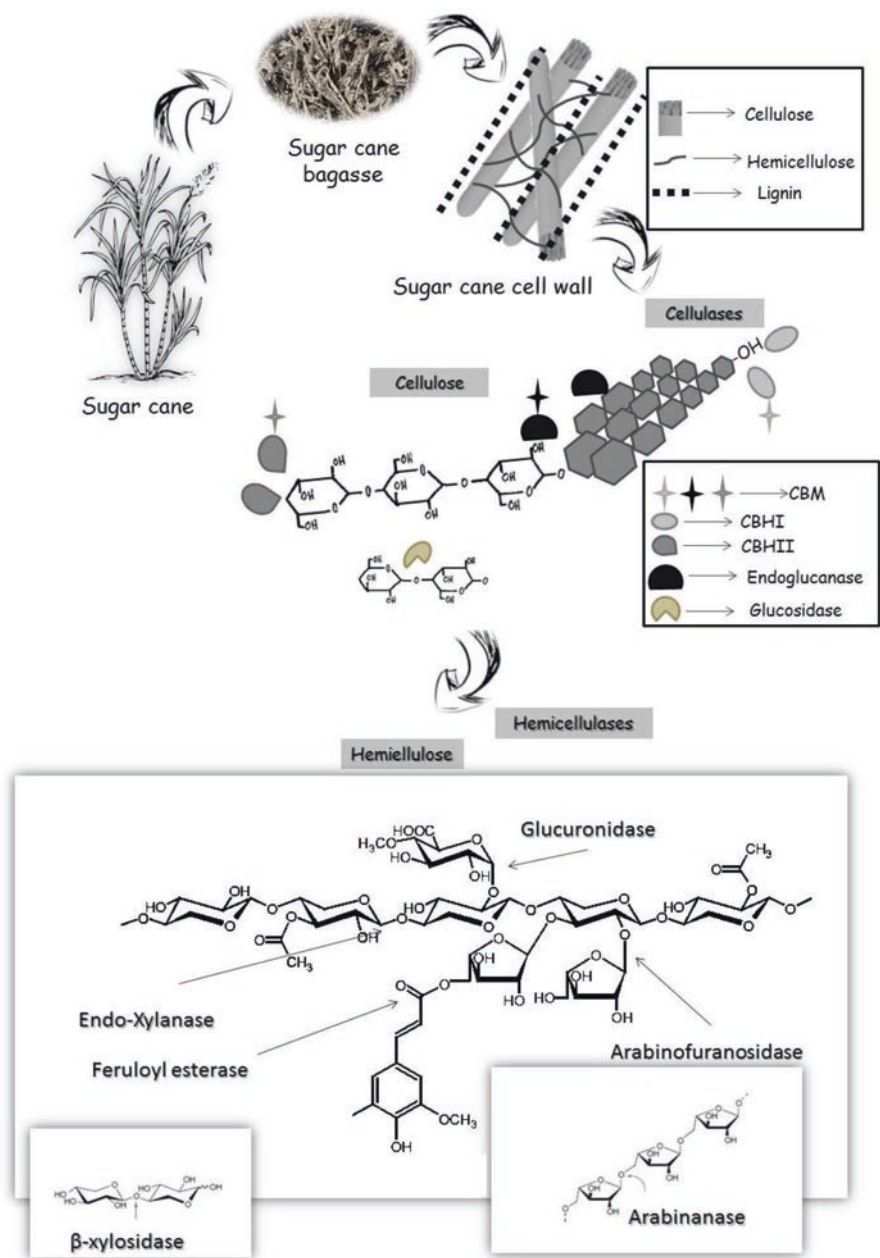 Sugar cane
bagasse
Cellulose
Hemicellulose
Lignin
Sugar cane cell wall
Sugar cane
Cellulases
Cellulose
OH
CBM
CBHI
CBHII
Endoglucanase
Glucosidase
Hemicellulases
Hemiellulose
Glucuronidase
HOOC
H₃CO
HO
OH
O
CH₃
Endo-Xylanase
Feruloyl esterase
Arabinofuranosidase
OCH₃
OH
β-xylosidase
Arabinanase